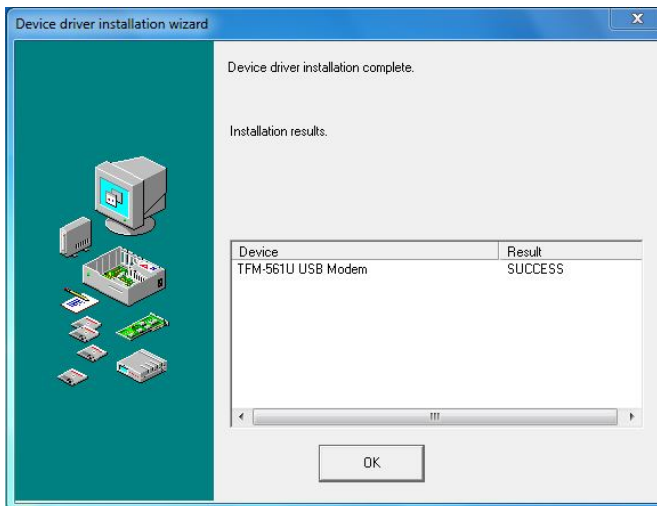 Device driver installation wizard
Device driver installation complete.
Installation results.
Device Result
TFM-561U USB Modem SUCCESS
OK